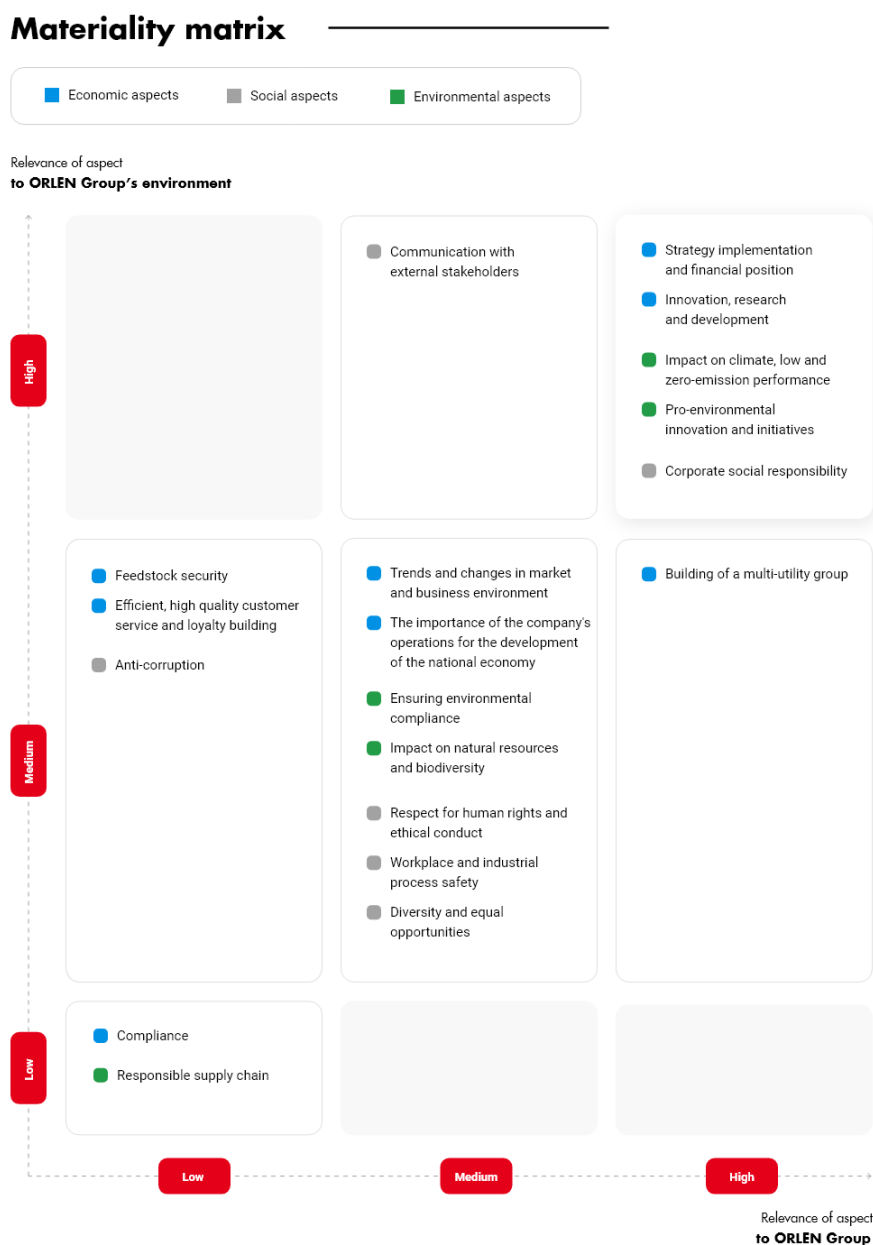 Materiality matrix
Economic aspects
Social aspects
Environmental aspects
Relevance of aspect
to ORLEN Group's environment
High
Communication with
external stakeholders
Strategy implementation
and financial position
Innovation, research
and development
Impact on climate, low and
zero-emission performance
Pro-environmental
innovation and initiatives
Corporate social responsibility
Medium
Feedstock security
Efficient, high quality customer
service and loyalty building
Anti-corruption
Trends and changes in market
and business environment
The importance of the company's
operations for the development
of the national economy
Ensuring environmental
compliance
Impact on natural resources
and biodiversity
Respect for human rights and
ethical conduct
Workplace and industrial
process safety
Diversity and equal
opportunities
Building of a multi-utility group
Low
Compliance
Responsible supply chain
Low
Medium
High
Relevance of aspect
to ORLEN Group